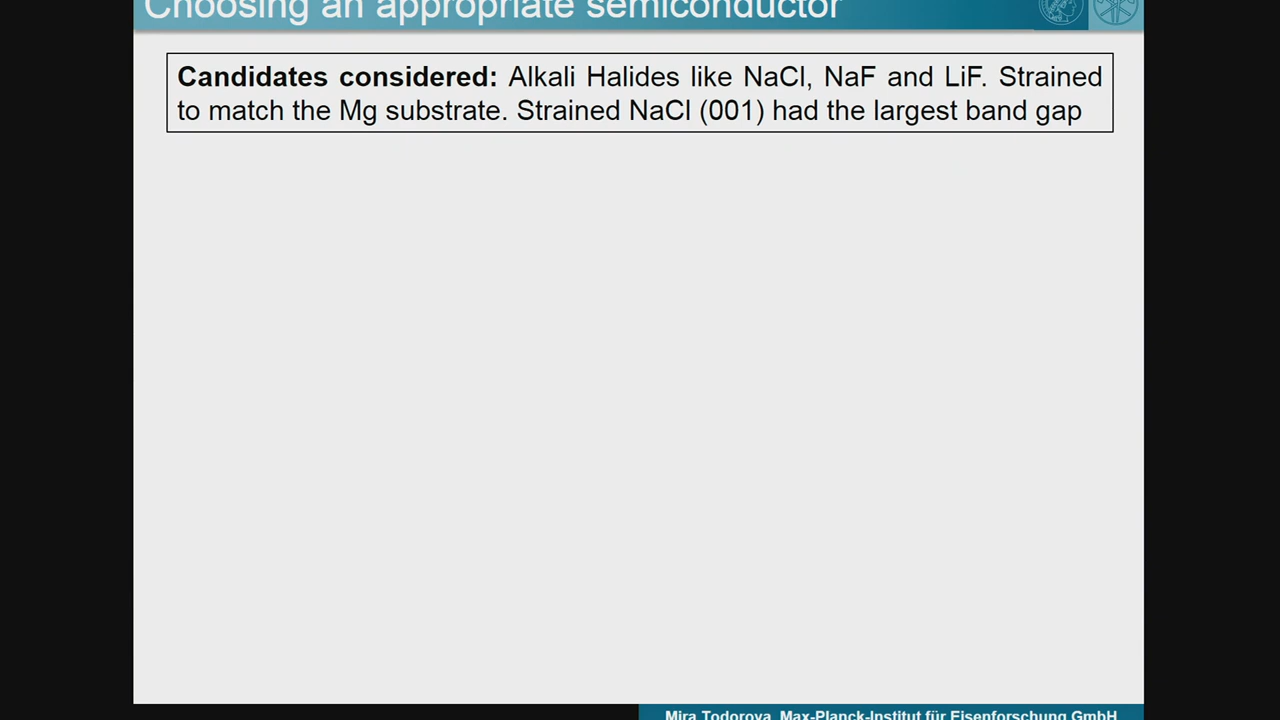 Choosing an appropriate semiconductor
Candidates considered: Alkali Halides like NaCl, NaF and LiF. Strained
to match the Mg substrate. Strained NaCl (001) had the largest band gap
Mira Todorova, Max-Planck-Institut für Eisenforschung GmbH